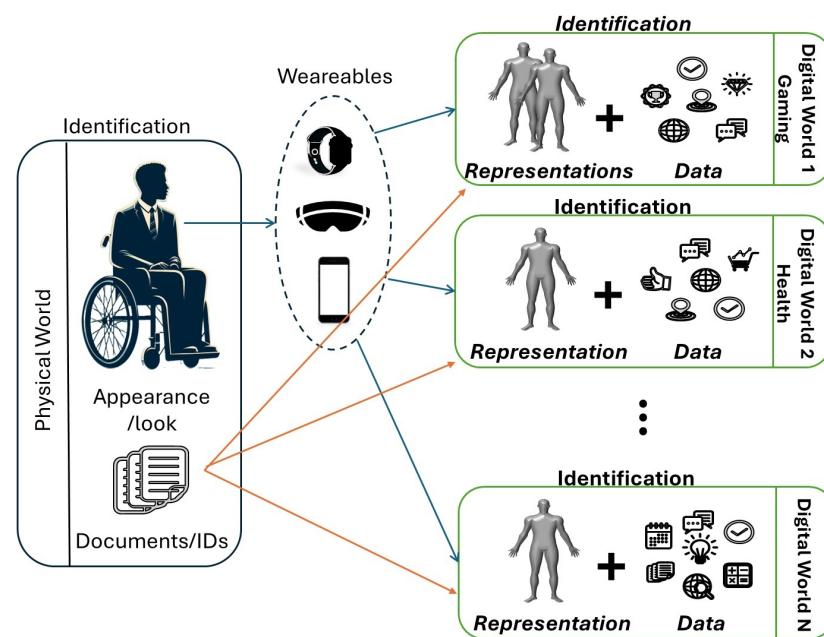 Identification
Physical World
Appearance
/look
Documents/IDs
Weareables
Identification
Representations
+
Data
Digital World 1
Gaming
Identification
Representation
+
Data
Digital World 2
Health
Identification
Representation
+
Data
Digital World N